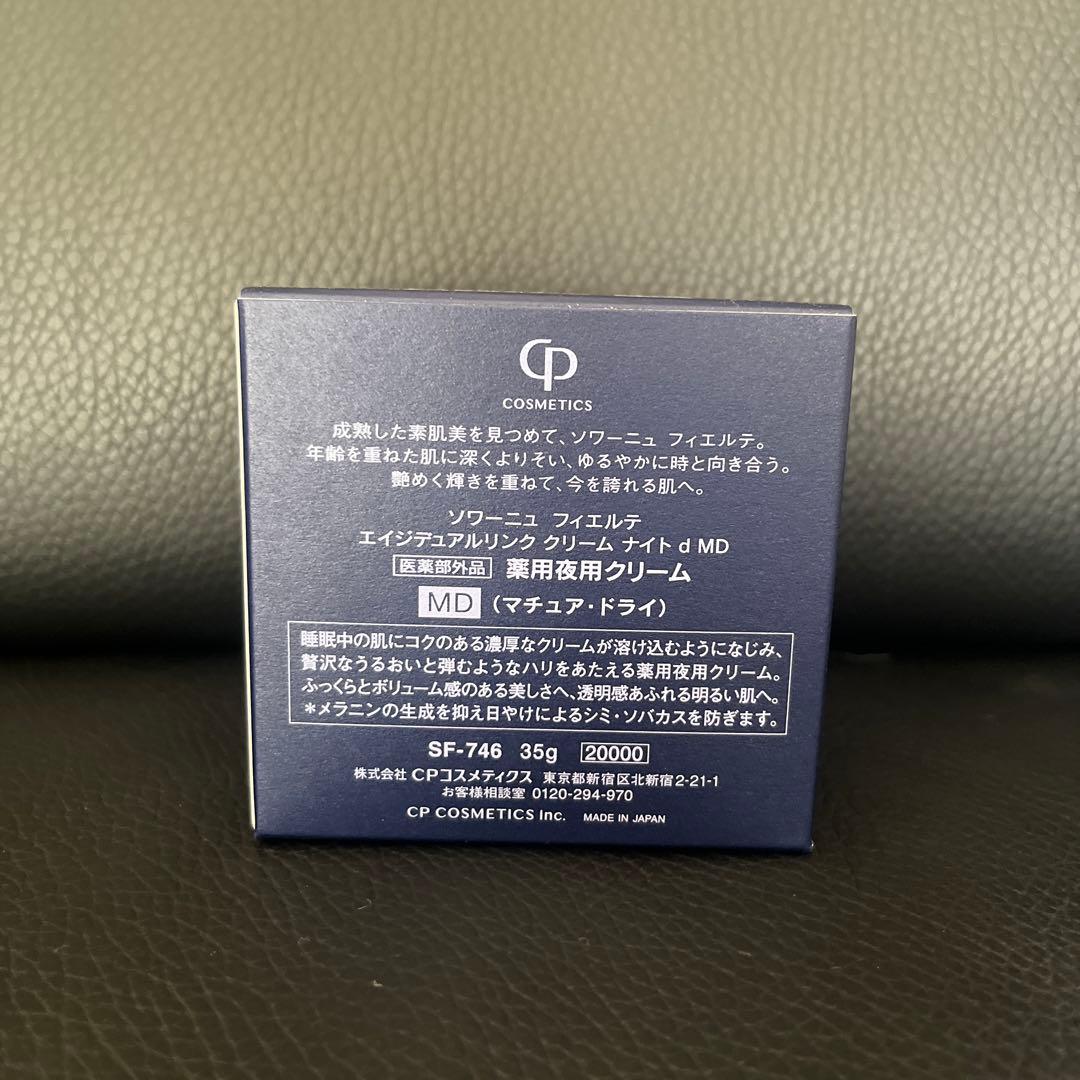 CP
COSMETICS
成熟した素肌美を見つめて、ソワーニュ フィエルテ。
年齢を重ねた肌に深くよりそい、ゆるやかに時と向き合う。
艶めく輝きを重ねて、今を誇れる肌へ。
ソワーニュ フィエルテ
エイジデュアルリンク クリーム ナイト d MD
医薬部外品 薬用夜用クリーム
MD (マチュア・ドライ)
睡眠中の肌にコクのある濃厚なクリームが溶け込むようになじみ、
贅沢なうるおいと弾むようなハリをあたえる薬用夜用クリーム。
ふっくらとボリューム感のある美しさへ、透明感あふれる明るい肌へ。
*メラニンの生成を抑え日やけによるシミ・ソバカスを防ぎます。
SF-746 35g 20000
株式会社 CPコスメティクス 東京都新宿区北新宿2-21-1
お客様相談室 0120-294-970
CP COSMETICS Inc. MADE IN JAPAN